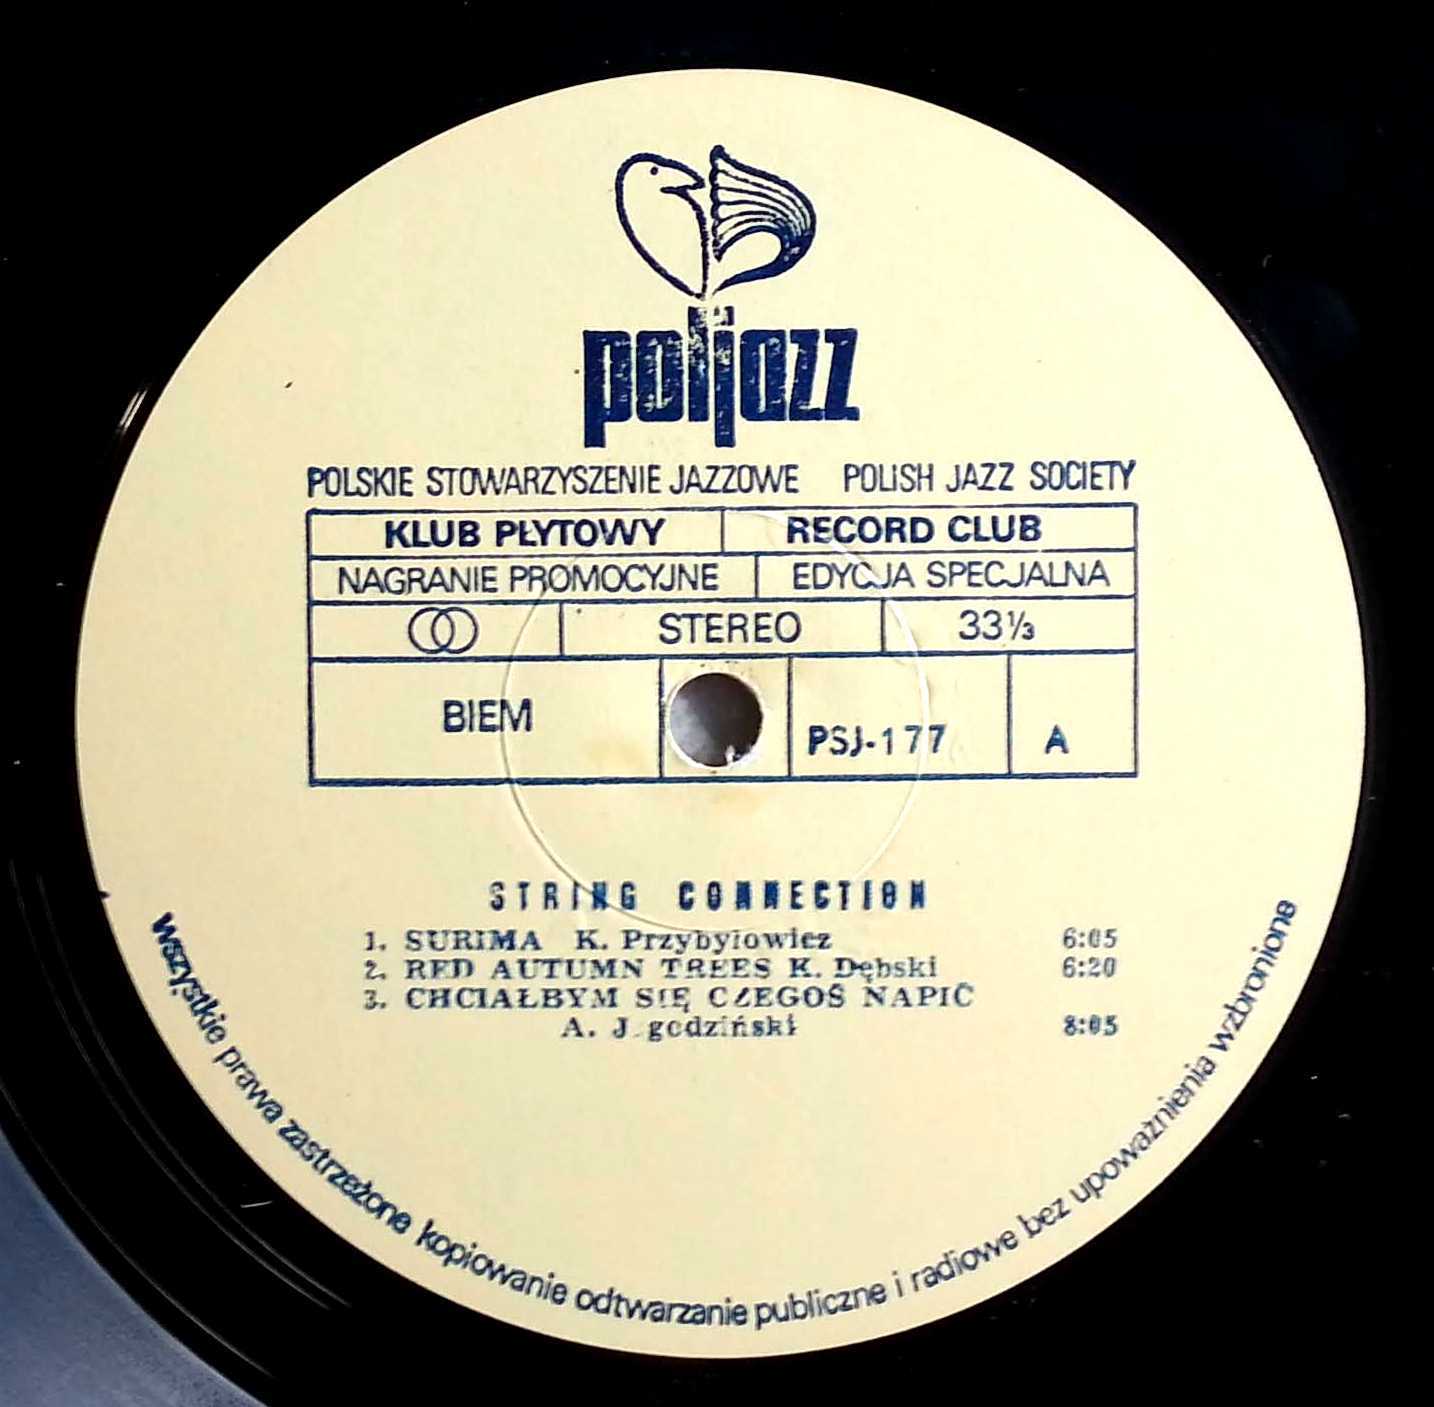 poljazz
POLSKIE STOWARZYSZENIE JAZZOWE POLISH JAZZ SOCIETY
KLUB PŁYTOWY RECORD CLUB
NAGRANIE PROMOCYJNE EDYCJA SPECJALNA
STEREO 33⅓
BIEM PSJ-177 A
STRING CONNECTION
1. SURIMA K. Przybyłowicz 6:05
2. RED AUTUMN TREES K. Dębski 6:20
3. CHCIAŁBYM SIĘ CZEGOŚ NAPIĆ
A. 8:05
wszystkie prawa zastrzeżone kopiowanie odtwarzanie publiczne i radiowe bez upoważnienia wzbronione